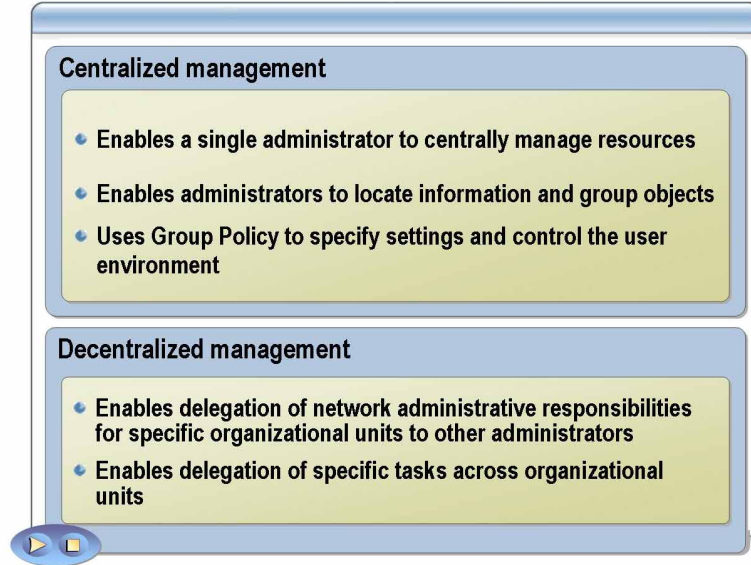 Centralized management
Enables a single administrator to centrally manage resources
Enables administrators to locate information and group objects
Uses Group Policy to specify settings and control the user
environment
Decentralized management
Enables delegation of network administrative responsibilities
for specific organizational units to other administrators
Enables delegation of specific tasks across organizational
units